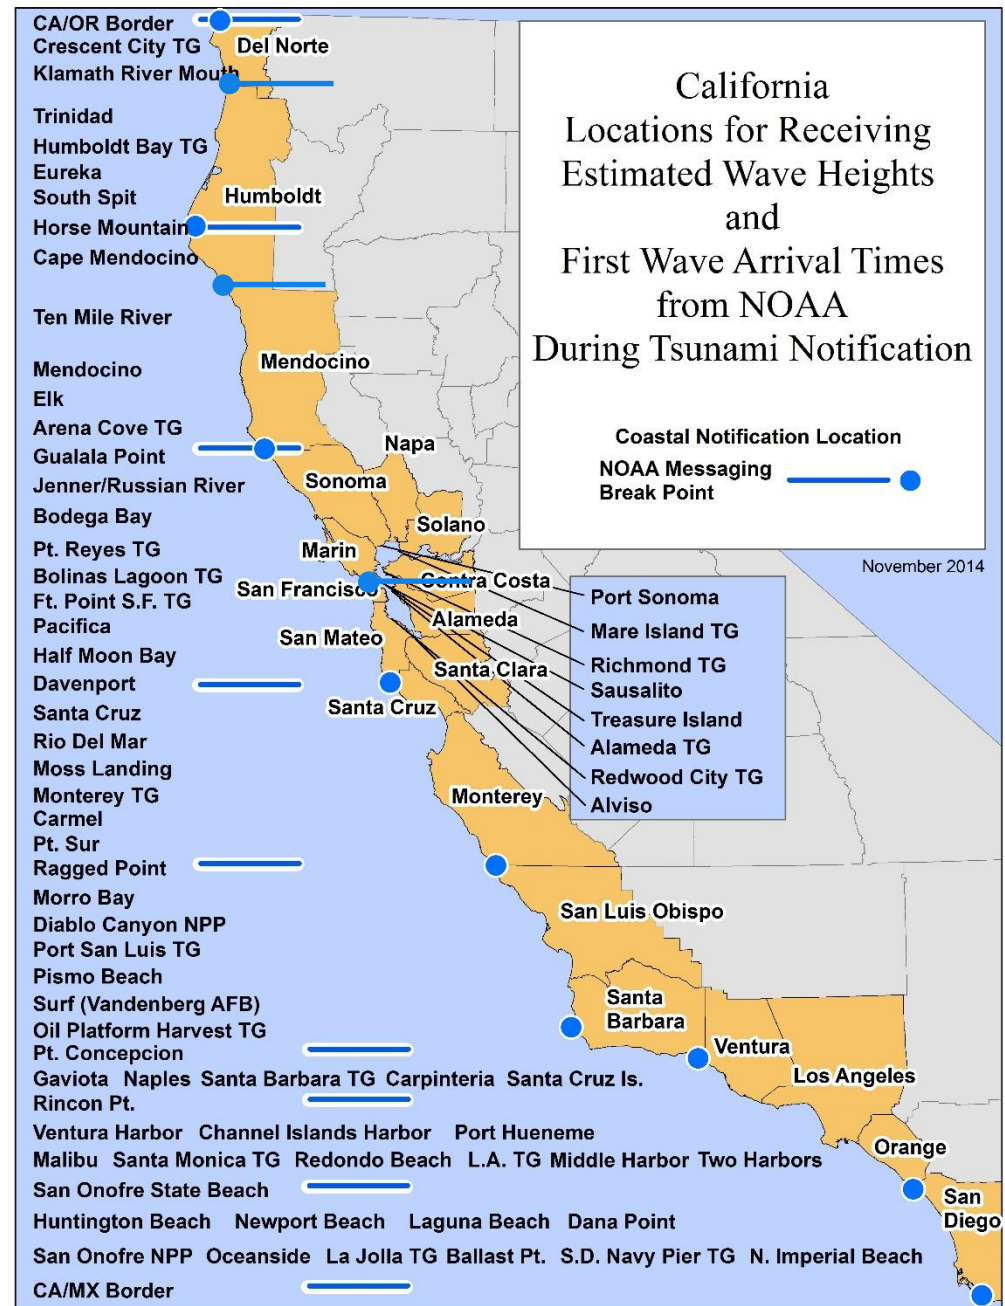 California
Locations for Receiving
Estimated Wave Heights
and
First Wave Arrival Times
from NOAA
During Tsunami Notification
Coastal Notification Location
NOAA Messaging
Break Point
November 2014
CA/OR Border
Crescent City TG
Klamath River Mouth
Trinidad
Humboldt Bay TG
Eureka
South Spit
Horse Mountain
Cape Mendocino
Ten Mile River
Mendocino
Elk
Arena Cove TG
Gualala Point
Jenner/Russian River
Bodega Bay
Pt. Reyes TG
Bolinas Lagoon TG
Ft. Point S.F. TG
Pacifica
Half Moon Bay
Davenport
Santa Cruz
Rio Del Mar
Moss Landing
Monterey TG
Carmel
Pt. Sur
Ragged Point
Morro Bay
Diablo Canyon NPP
Port San Luis TG
Pismo Beach
Surf (Vandenberg AFB)
Oil Platform Harvest TG
Pt. Concepcion
Gaviota Naples Santa Barbara TG Carpinteria Santa Cruz Is.
Rincon Pt.
Ventura Harbor Channel Islands Harbor Port Hueneme
Malibu Santa Monica TG Redondo Beach L.A. TG Middle Harbor Two Harbors
San Onofre State Beach
Huntington Beach Newport Beach Laguna Beach Dana Point
San Onofre NPP Oceanside La Jolla TG Ballast Pt. S.D. Navy Pier TG N. Imperial Beach
CA/MX Border
Del Norte
Humboldt
Mendocino
Napa
Sonoma
Solano
Marin
Contra Costa
San Francisco
Alameda
San Mateo
Santa Clara
Santa Cruz
Monterey
San Luis Obispo
Santa
Barbara
Ventura
Los Angeles
Orange
San
Diego
Port Sonoma
Mare Island TG
Richmond TG
Sausalito
Treasure Island
Alameda TG
Redwood City TG
Alviso